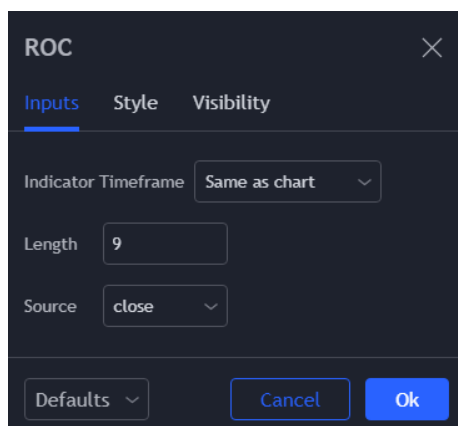 ROC
Inputs Style Visibility
Indicator Timeframe Same as chart
Length 9
Source close
Defaults Cancel Ok